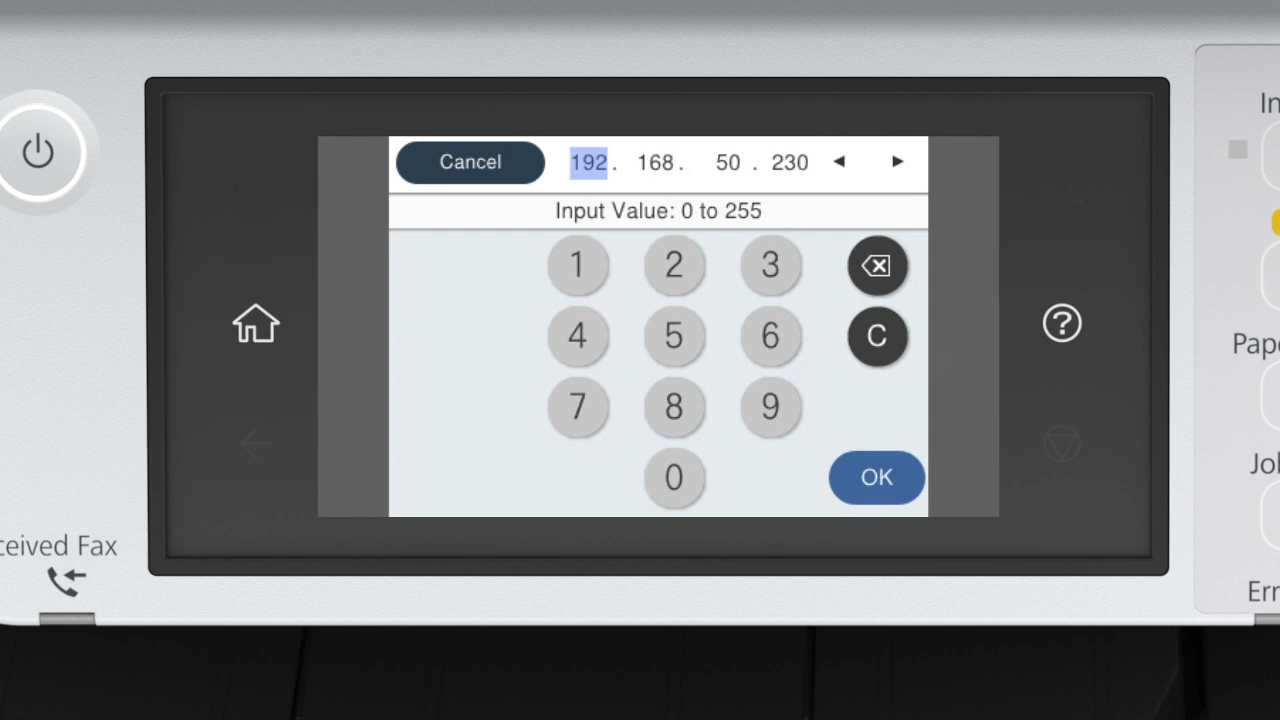 Cancel 192. 168. 50 . 230
Input Value: 0 to 255
1 2 3
4 5 6 C
7 8 9
0 OK
ceived Fax
In
Pape
Jol
Err